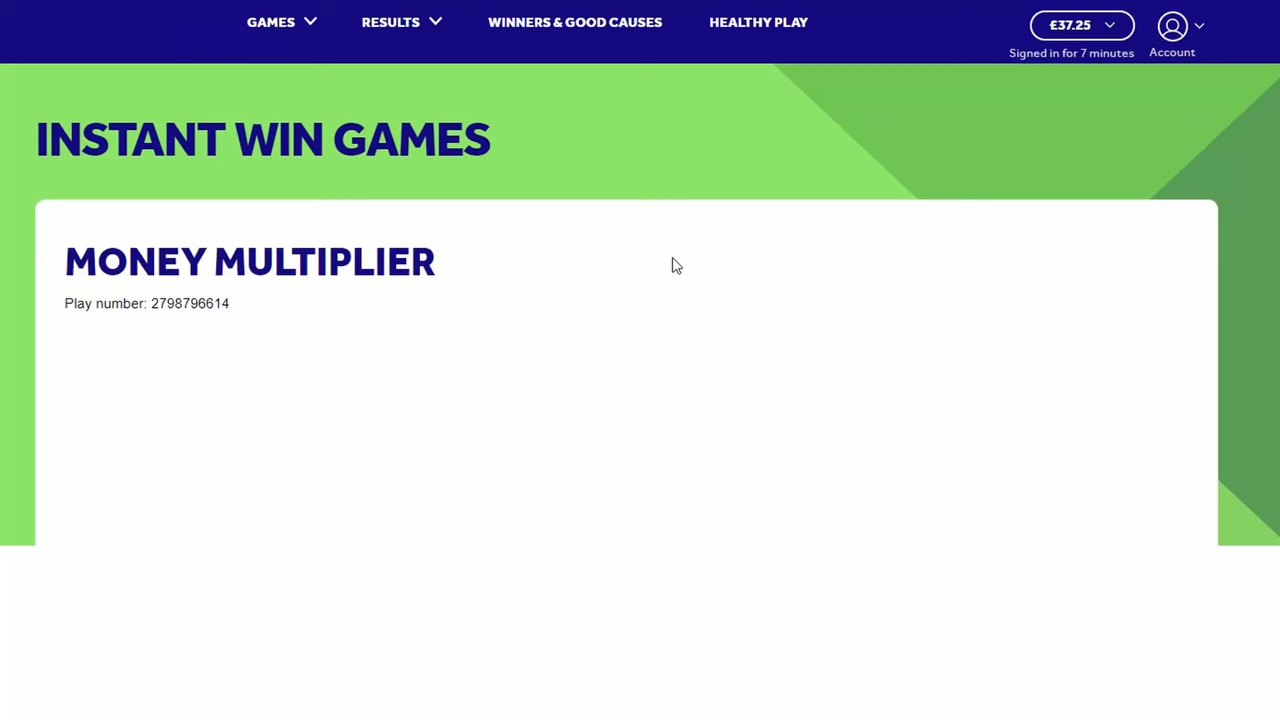 GAMES RESULTS WINNERS & GOOD CAUSES HEALTHY PLAY £37.25
Signed in for 7 minutes Account
INSTANT WIN GAMES
MONEY MULTIPLIER
Play number: 2798796614